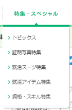 特集・スペシャル
トピックス
証明写真特集
就活スーツ特集
就活アイテム特集
資格・スキル特集